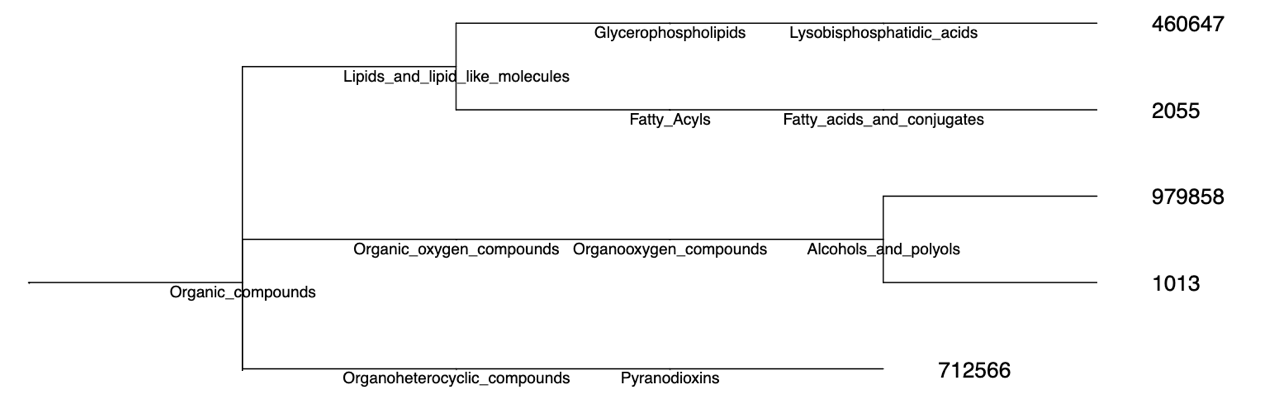 460647
Glycerophospholipids Lysobisphosphatidic_acids
Lipids_and_lipid_like_molecules
2055
Fatty_Acyls Fatty_acids_and_conjugates
979858
Organic_oxygen_compounds Organooxygen_compounds Alcohols_and_polyols
1013
Organic_compounds
712566
Organoheterocyclic_compounds Pyranodioxins